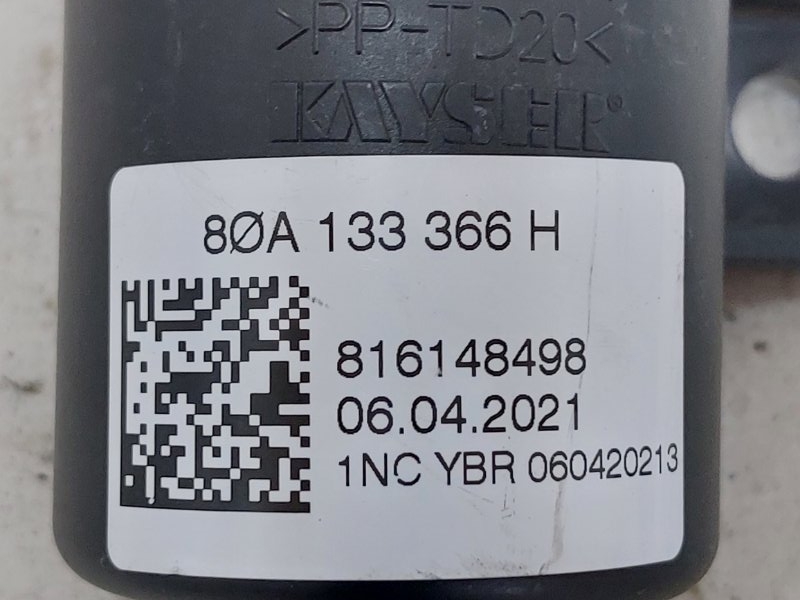 >PP-TD20<
KAYSER®
8ØA 133 366 H
816148498
06.04.2021
1NC YBR 060420213